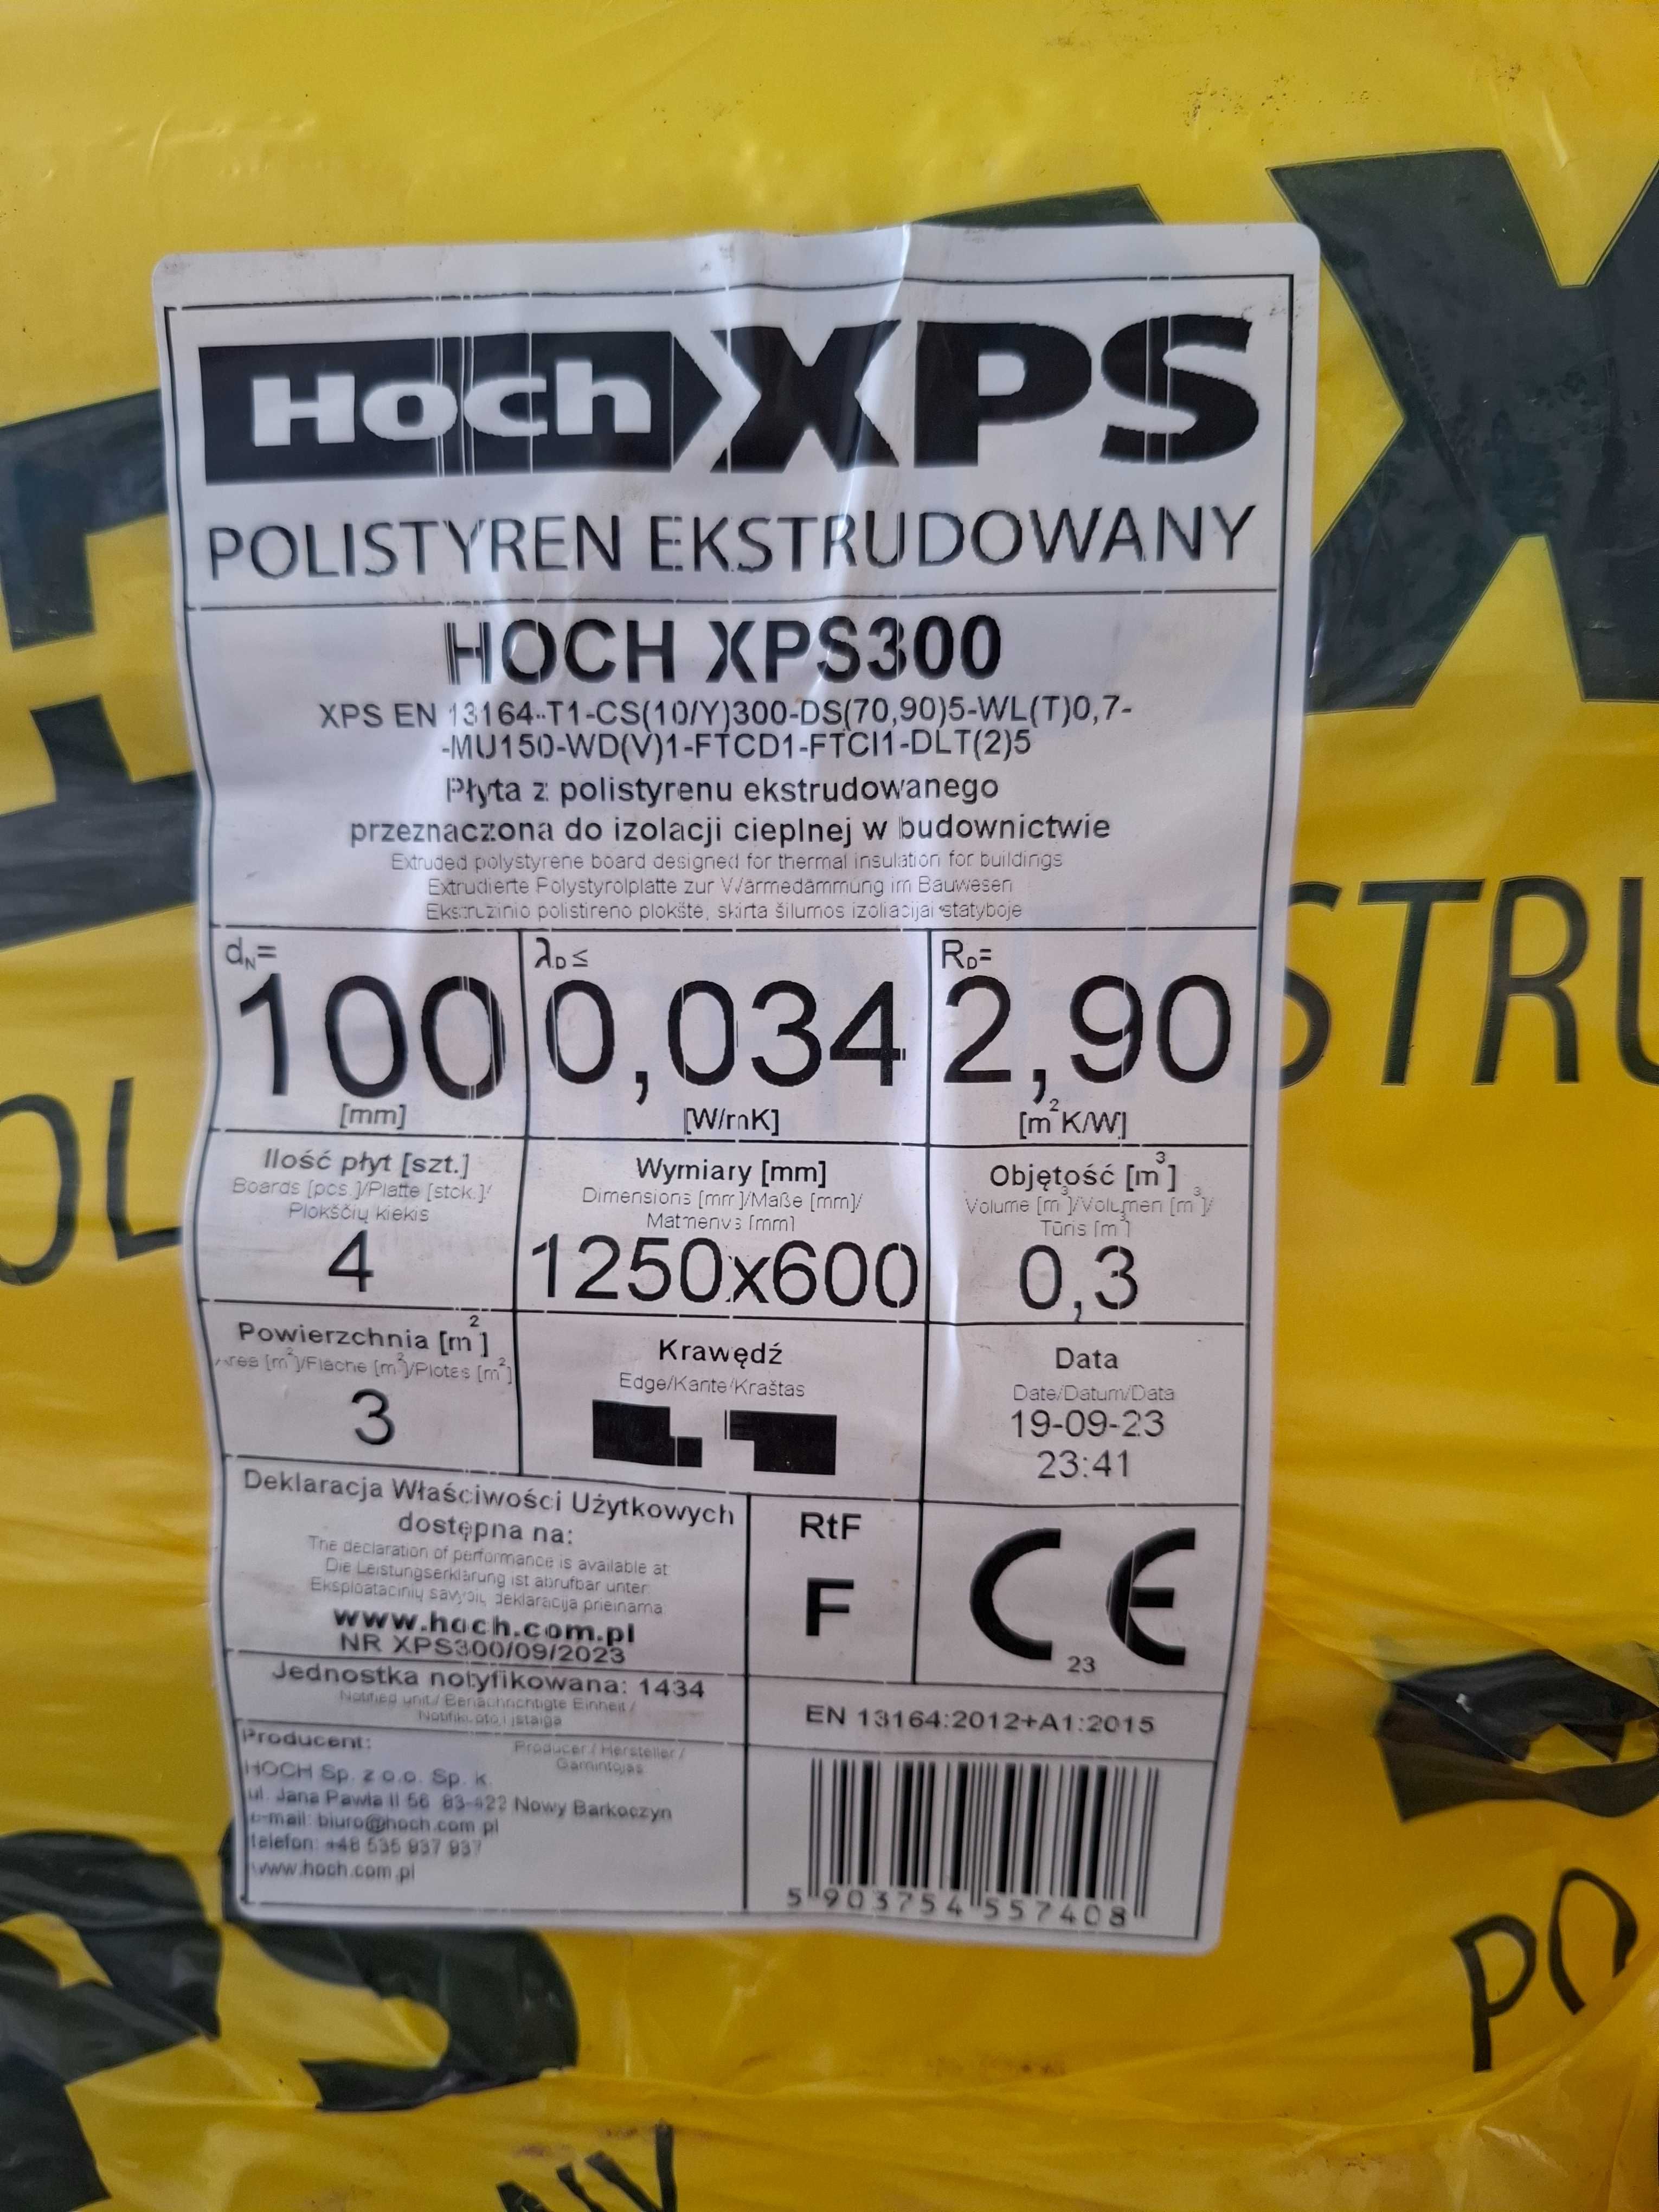 Hoch XPS
POLISTYREN EKSTRUDOWANY
HOCH XPS300
XPS EN 13164-T1-CS(10/Y)300-DS(70,90)5-WL(T)0,7-
-MU150-WD(V)1-FTCD1-FTCI1-DLT(2)5
Płyta z polistyrenu ekstrudowanego
przeznaczona do izolacji cieplnej w budownictwie
Extruded polystyrene board designed for thermal insulation for buildings
Extrudierte Polystyrolplatte zur Wärmedämmung im Bauwesen
Ekstruzinio polistireno plokštė, skirta šilumos izoliacijai statyboje
dN=
100
[mm]
λD≤
0,034
[W/mK]
RD=
2,90
[m²K/W]
Ilość płyt [szt.]
Boards [pcs.]/Platte [stck.]/
Plokščių kiekis
4
Wymiary [mm]
Dimensions [mm]/Maße [mm]/
Matmenys [mm]
1250x600
Objętość [m³]
Volume [m³]/Volumen [m³]/
Tūris [m³]
0,3
Powierzchnia [m²]
Area [m²]/Fläche [m²]/Plotas [m²]
3
Krawędź
Edge/Kante/Kraštas
Data
Date/Datum/Data
19-09-23
23:41
Deklaracja Właściwości Użytkowych
dostępna na:
The declaration of performance is available at:
Die Leistungserklärung ist abrufbar unter:
Eksploatacinių savybių deklaracija prieinama:
www.hoch.com.pl
NR XPS300/09/2023
RtF
F
CE
23
Jednostka notyfikowana: 1434
Notified unit / Benachrichtigte Einheit /
Notifikuoto įstaiga
EN 13164:2012+A1:2015
Producent:
Producer / Hersteller /
Gamintojas
HOCH Sp. z o.o. Sp. k.
ul. Jana Pawła II 56 83-422 Nowy Barkoczyn
e-mail: biuro@hoch.com.pl
telefon: +48 535 937 937
www.hoch.com.pl
5 903754 557408
X
OL
STRU
PO
NY